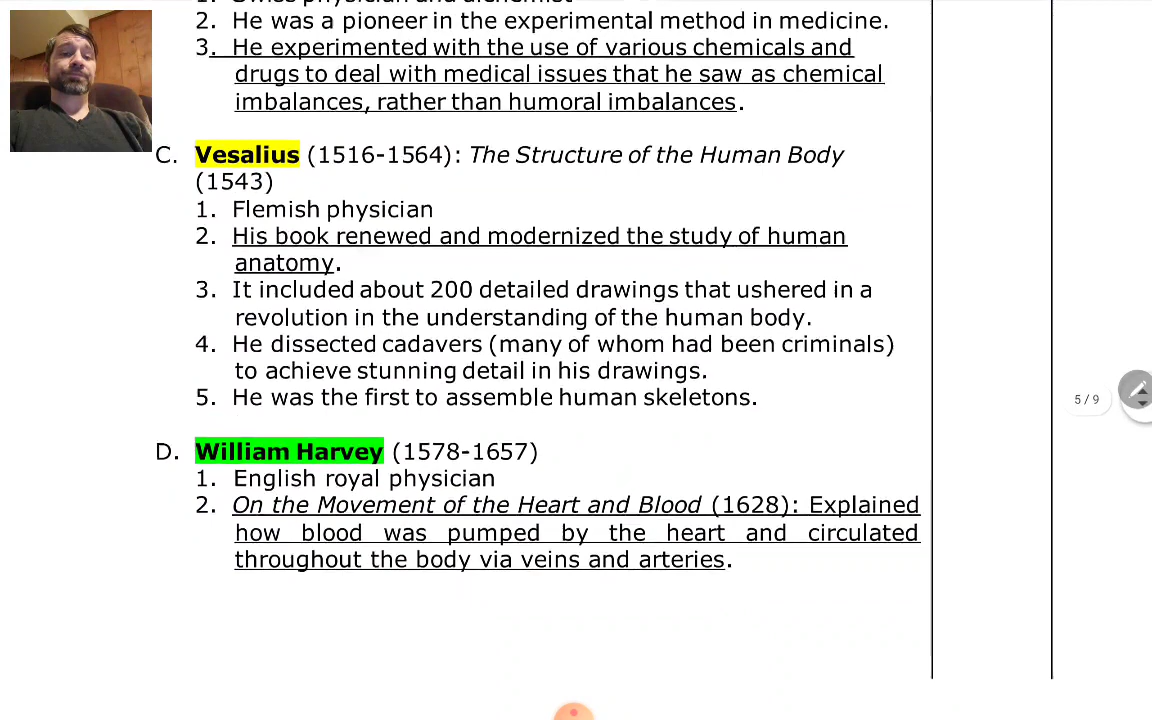 1. Swiss physician and alchemist
2. He was a pioneer in the experimental method in medicine.
3. He experimented with the use of various chemicals and
drugs to deal with medical issues that he saw as chemical
imbalances, rather than humoral imbalances.
C. Vesalius (1516-1564): The Structure of the Human Body
(1543)
1. Flemish physician
2. His book renewed and modernized the study of human
anatomy.
3. It included about 200 detailed drawings that ushered in a
revolution in the understanding of the human body.
4. He dissected cadavers (many of whom had been criminals)
to achieve stunning detail in his drawings.
5. He was the first to assemble human skeletons.
5 / 9
D. William Harvey (1578-1657)
1. English royal physician
2. On the Movement of the Heart and Blood (1628): Explained
how blood was pumped by the heart and circulated
throughout the body via veins and arteries.